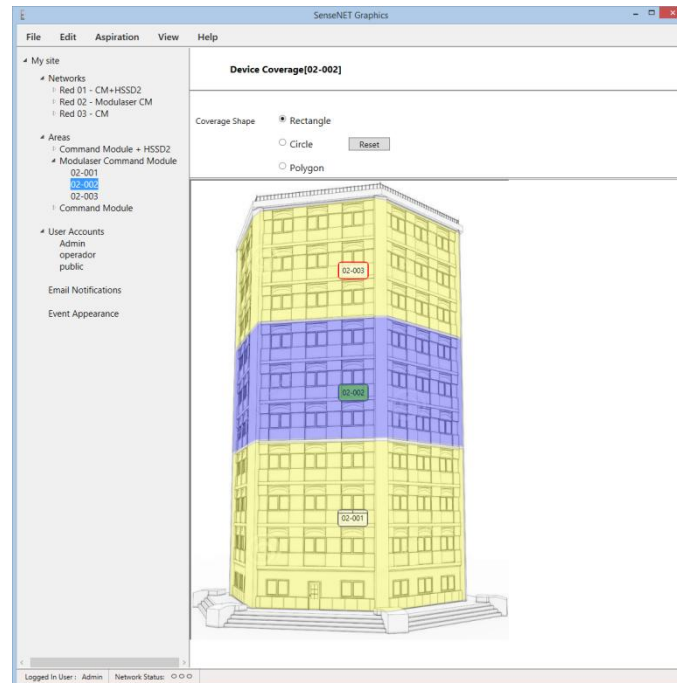 SenseNET Graphics
File Edit Aspiration View Help
My site
Networks
Red 01 - CM+HSSD2
Red 02 - Modulaser CM
Red 03 - CM
Areas
Command Module + HSSD2
Modulaser Command Module
02-001
02-002
02-003
Command Module
User Accounts
Admin
operador
public
Email Notifications
Event Appearance
Device Coverage[02-002]
Coverage Shape
Rectangle
Circle
Reset
Polygon
02-003
02-002
02-001
Logged In User : Admin Network Status: